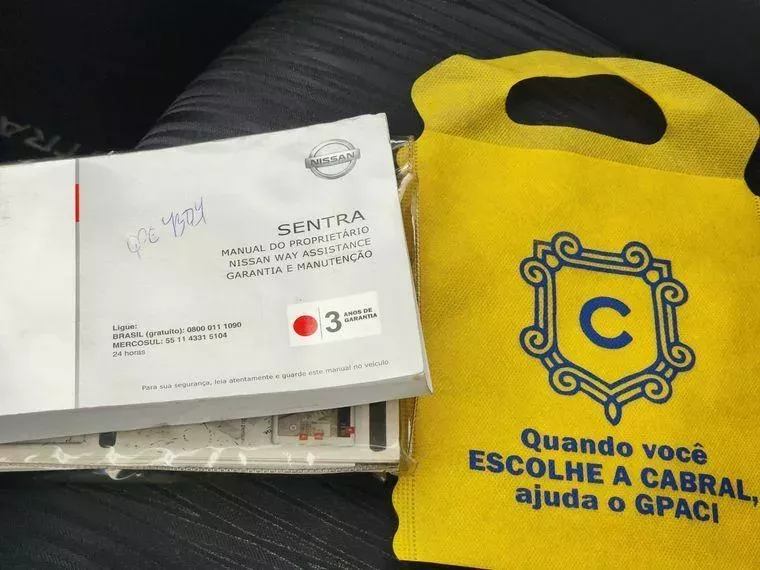 NISSAN
SENTRA
MANUAL DO PROPRIETÁRIO
NISSAN WAY ASSISTANCE
GARANTIA E MANUTENÇÃO
3 ANOS DE
GARANTIA
Ligue:
BRASIL (gratuito): 0800 011 1090
MERCOSUL: 55 11 4331 5104
24 horas
Para sua segurança, leia atentamente e guarde este manual no veículo
C
Quando você
ESCOLHE A CABRAL,
ajuda o GPACI